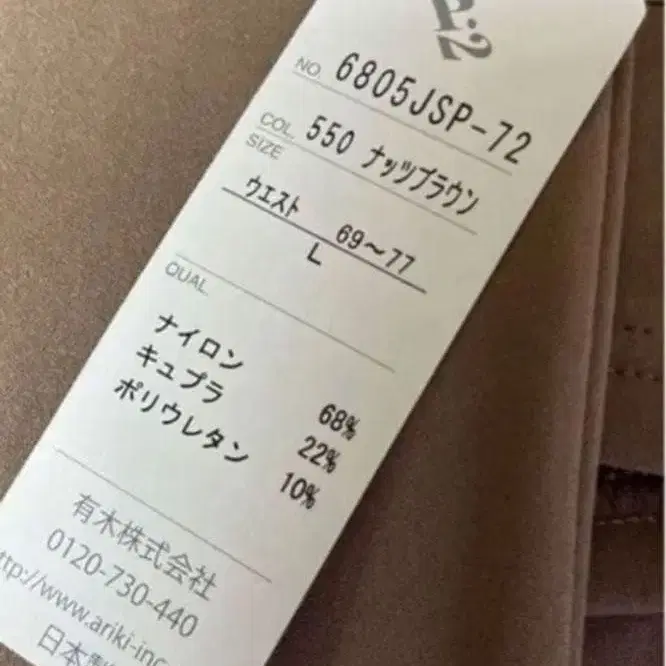 NO. 6805JSP-72
COL. 550 ナッツブラウン
SIZE
ウエスト 69〜77
L
QUAL.
ナイロン 68%
キュプラ 22%
ポリウレタン 10%
有木株式会社
0120-730-440
ttp://www.ariki-inc
日本製